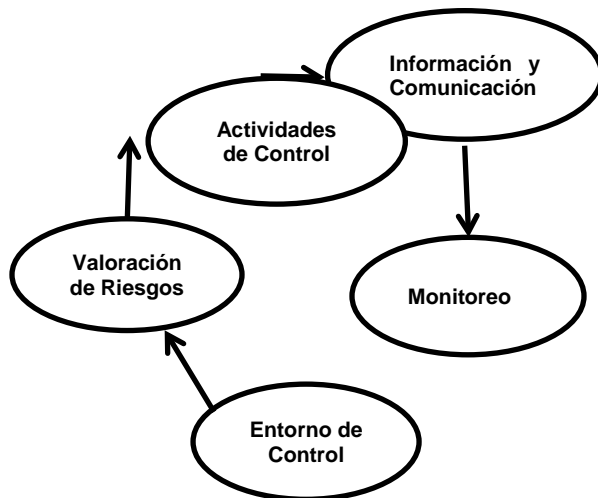 Información y
Comunicación
Actividades
de Control
Valoración
de Riesgos
Monitoreo
Entorno de
Control